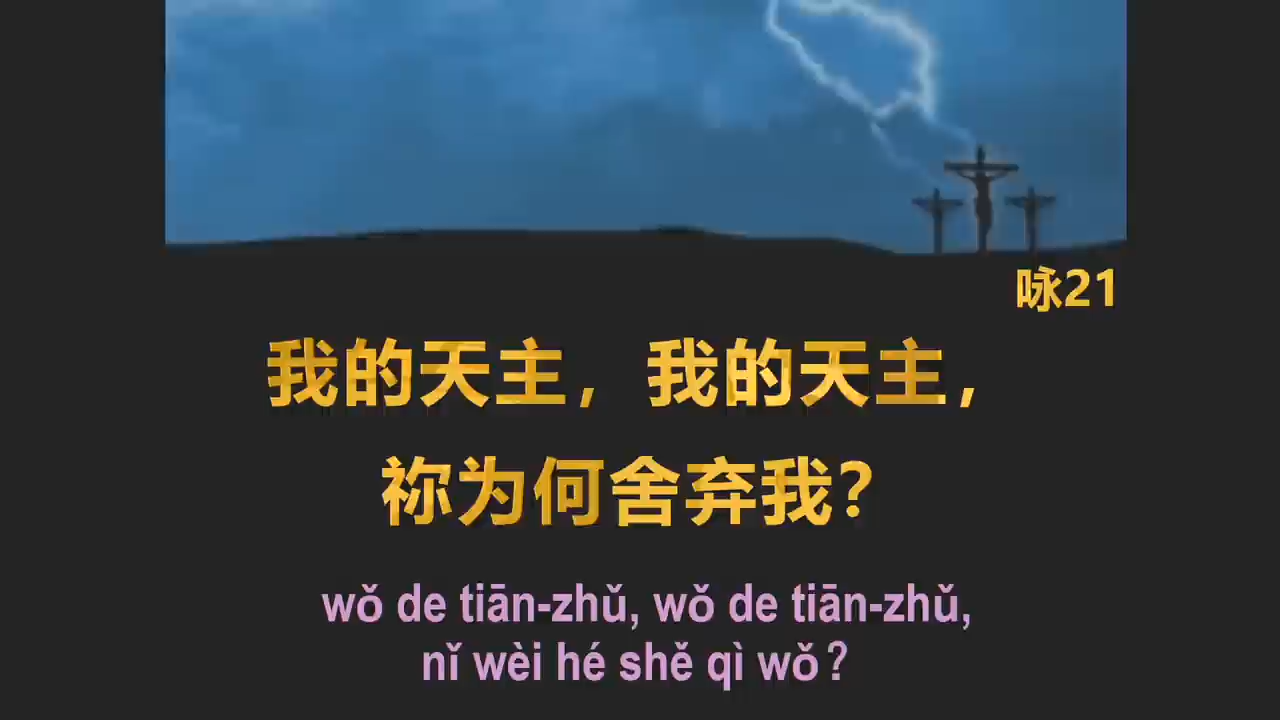 咏21
我的天主，我的天主，
祢为何舍弃我？
wǒ de tiān-zhǔ, wǒ de tiān-zhǔ,
nǐ wèi hé shě qì wǒ？